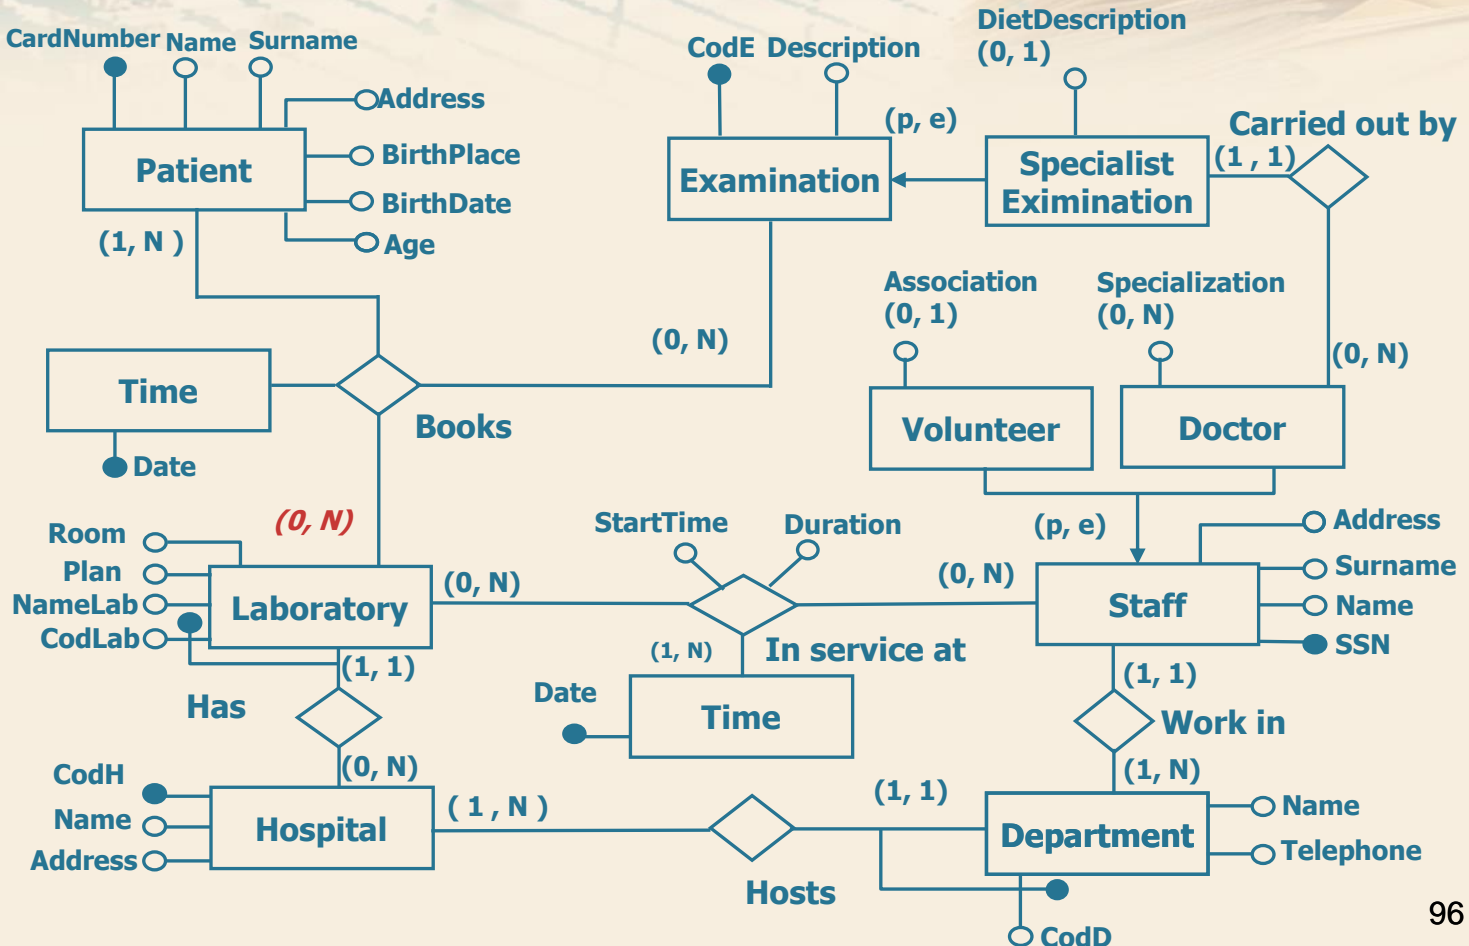 DietDescription
(0, 1)
CardNumber Name Surname
CodE Description
Address
(p, e)
Carried out by
Patient
BirthPlace
Examination
Specialist
Eximination
(1 , 1)
BirthDate
(1, N )
Age
Association
(0, 1)
Specialization
(0, N)
(0, N)
(0, N)
Time
Books
Volunteer
Doctor
Date
Room
(0, N)
StartTime
Duration
(p, e)
Address
Plan
(0, N)
(0, N)
Surname
NameLab
Laboratory
Staff
Name
CodLab
(1, 1)
(1, N)
In service at
SSN
(1, 1)
Has
Date
Time
Work in
(0, N)
(1, N)
CodH
( 1 , N )
(1, 1)
Name
Name
Hospital
Department
Address
Telephone
Hosts
96
CodD